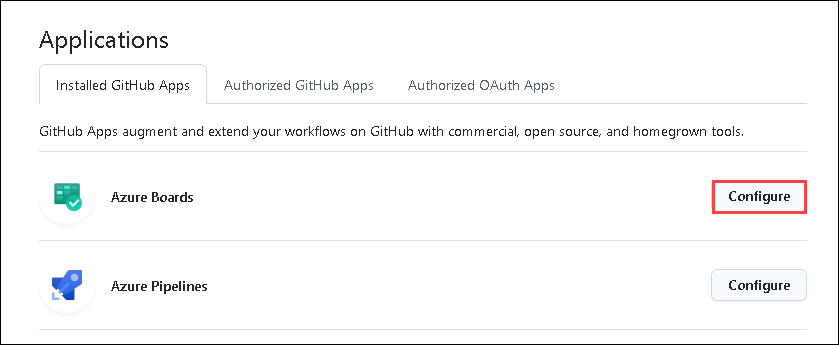 Applications
Installed GitHub Apps Authorized GitHub Apps Authorized OAuth Apps
GitHub Apps augment and extend your workflows on GitHub with commercial, open source, and homegrown tools.
Azure Boards Configure
Azure Pipelines Configure